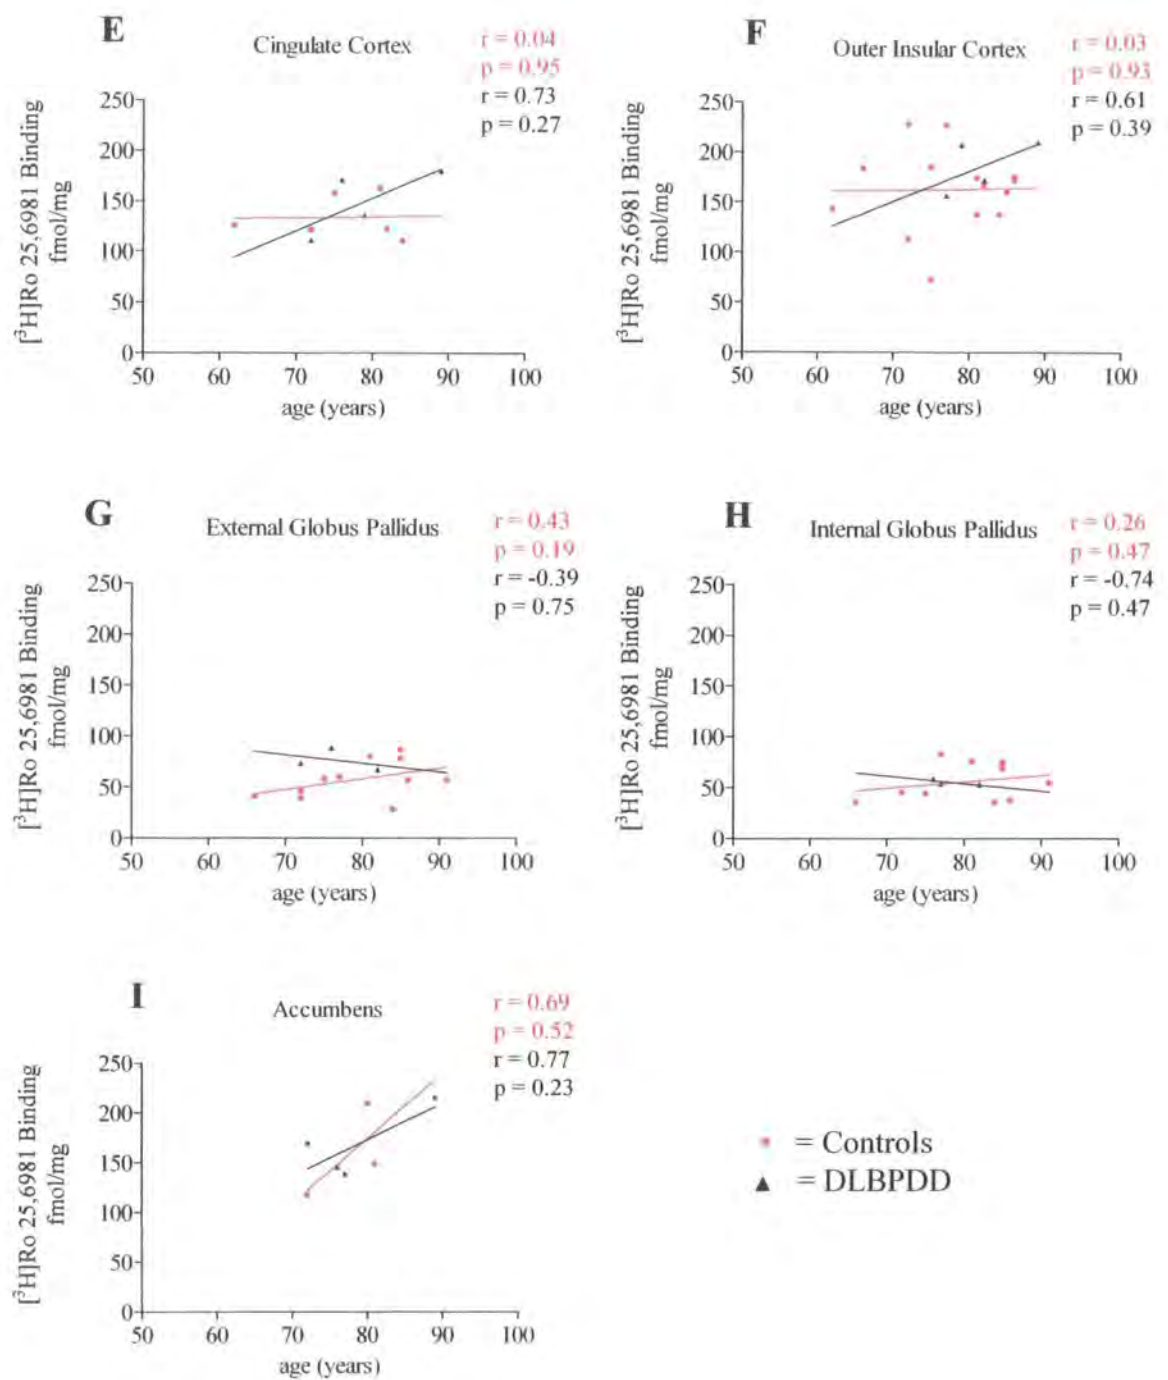 E
Cingulate Cortex
r = 0.04
p = 0.95
r = 0.73
p = 0.27
[³H]Ro 25,6981 Binding
fmol/mg
250
200
150
100
50
0
50 60 70 80 90 100
age (years)
F
Outer Insular Cortex
r = 0.03
p = 0.93
r = 0.61
p = 0.39
[³H]Ro 25,6981 Binding
fmol/mg
250
200
150
100
50
0
50 60 70 80 90 100
age (years)
G
External Globus Pallidus
r = 0.43
p = 0.19
r = -0.39
p = 0.75
[³H]Ro 25,6981 Binding
fmol/mg
250
200
150
100
50
0
50 60 70 80 90 100
age (years)
H
Internal Globus Pallidus
r = 0.26
p = 0.47
r = -0.74
p = 0.47
[³H]Ro 25,6981 Binding
fmol/mg
250
200
150
100
50
0
50 60 70 80 90 100
age (years)
I
Accumbens
r = 0.69
p = 0.52
r = 0.77
p = 0.23
[³H]Ro 25,6981 Binding
fmol/mg
250
200
150
100
50
0
50 60 70 80 90 100
age (years)
= Controls
= DLBPDD